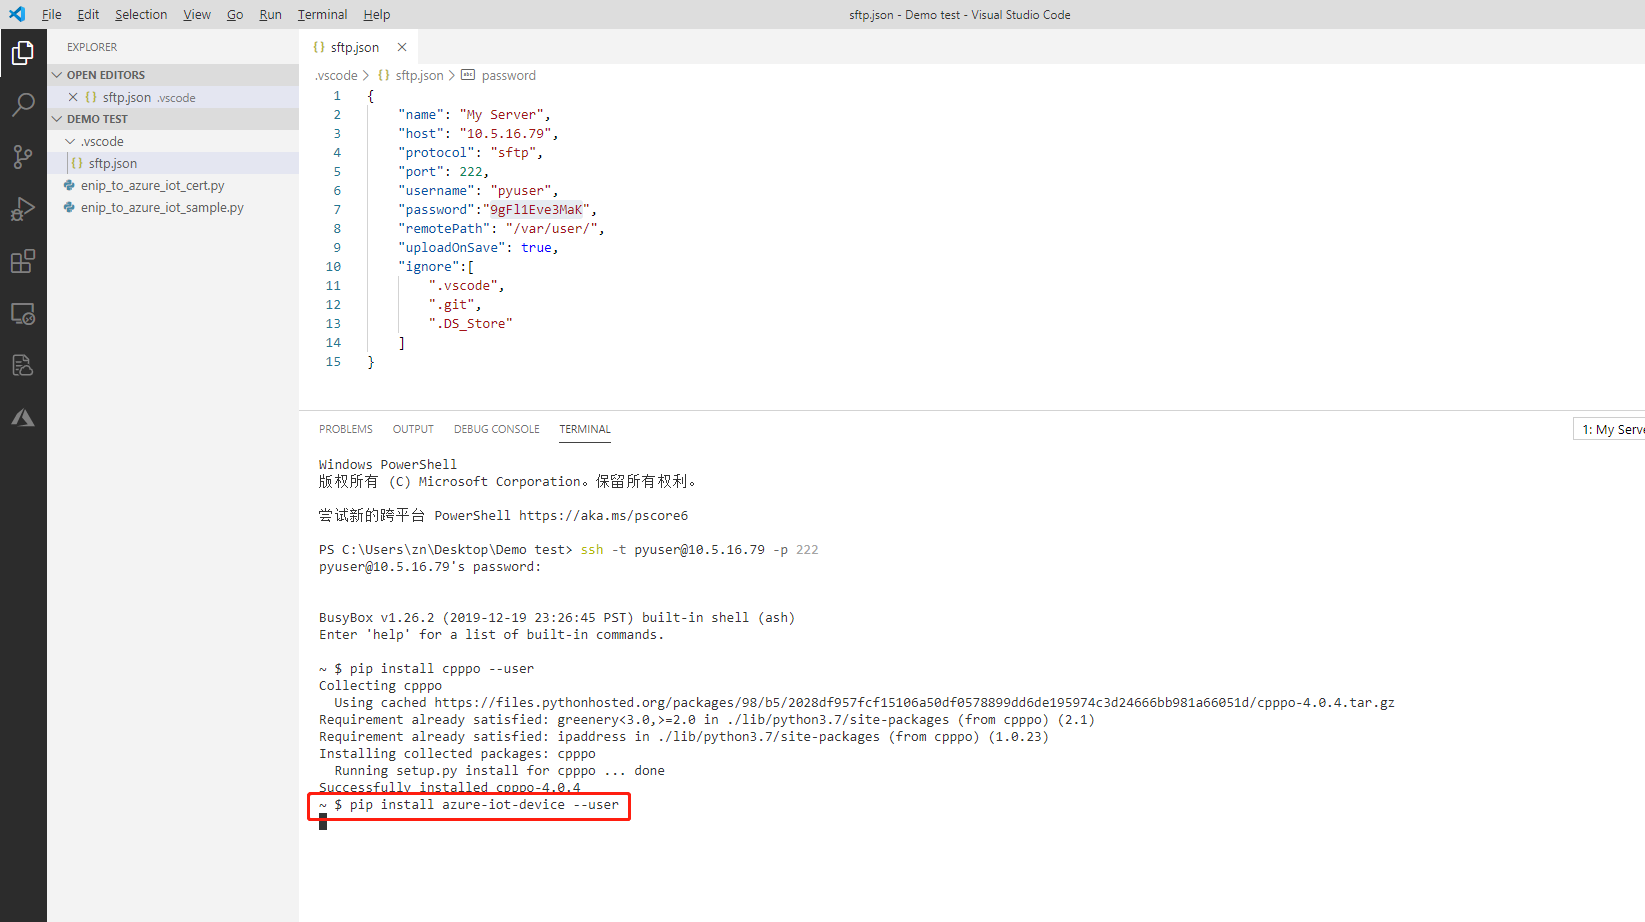 File Edit Selection View Go Run Terminal Help
sftp.json - Demo test - Visual Studio Code
EXPLORER
OPEN EDITORS
sftp.json .vscode
DEMO TEST
.vscode
sftp.json
enip_to_azure_iot_cert.py
enip_to_azure_iot_sample.py
{} sftp.json
.vscode > {} sftp.json > abc password
1 {
2 "name": "My Server",
3 "host": "10.5.16.79",
4 "protocol": "sftp",
5 "port": 222,
6 "username": "pyuser",
7 "password":"9gFl1Eve3MaK",
8 "remotePath": "/var/user/",
9 "uploadOnSave": true,
10 "ignore":[
11 ".vscode",
12 ".git",
13 ".DS_Store"
14 ]
15 }
PROBLEMS OUTPUT DEBUG CONSOLE TERMINAL
1: My Serve
Windows PowerShell
版权所有 (C) Microsoft Corporation。保留所有权利。
尝试新的跨平台 PowerShell https://aka.ms/pscore6
PS C:\Users\zn\Desktop\Demo test> ssh -t pyuser@10.5.16.79 -p 222
pyuser@10.5.16.79's password:
BusyBox v1.26.2 (2019-12-19 23:26:45 PST) built-in shell (ash)
Enter 'help' for a list of built-in commands.
~ $ pip install cpppo --user
Collecting cpppo
Using cached https://files.pythonhosted.org/packages/98/b5/2028df957fcf15106a50df0578899dd6de195974c3d24666bb981a66051d/cpppo-4.0.4.tar.gz
Requirement already satisfied: greenery<3.0,>=2.0 in ./lib/python3.7/site-packages (from cpppo) (2.1)
Requirement already satisfied: ipaddress in ./lib/python3.7/site-packages (from cpppo) (1.0.23)
Installing collected packages: cpppo
Running setup.py install for cpppo ... done
Successfully installed cpppo-4.0.4
~ $ pip install azure-iot-device --user